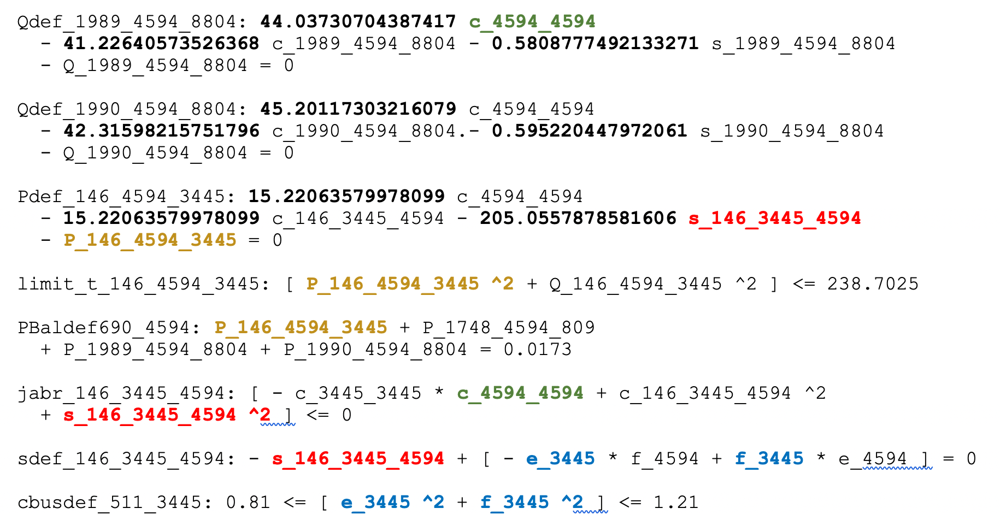 Qdef_1989_4594_8804: 44.03730704387417 c_4594_4594
- 41.22640573526368 c_1989_4594_8804 - 0.5808777492133271 s_1989_4594_8804
- Q_1989_4594_8804 = 0
Qdef_1990_4594_8804: 45.20117303216079 c_4594_4594
- 42.31598215751796 c_1990_4594_8804.- 0.595220447972061 s_1990_4594_8804
- Q_1990_4594_8804 = 0
Pdef_146_4594_3445: 15.22063579978099 c_4594_4594
- 15.22063579978099 c_146_3445_4594 - 205.0557878581606 s_146_3445_4594
- P_146_4594_3445 = 0
limit_t_146_4594_3445: [ P_146_4594_3445 ^2 + Q_146_4594_3445 ^2 ] <= 238.7025
PBaldef690_4594: P_146_4594_3445 + P_1748_4594_809
+ P_1989_4594_8804 + P_1990_4594_8804 = 0.0173
jabr_146_3445_4594: [ - c_3445_3445 * c_4594_4594 + c_146_3445_4594 ^2
+ s_146_3445_4594 ^2 ] <= 0
sdef_146_3445_4594: - s_146_3445_4594 + [ - e_3445 * f_4594 + f_3445 * e_4594 ] = 0
cbusdef_511_3445: 0.81 <= [ e_3445 ^2 + f_3445 ^2 ] <= 1.21